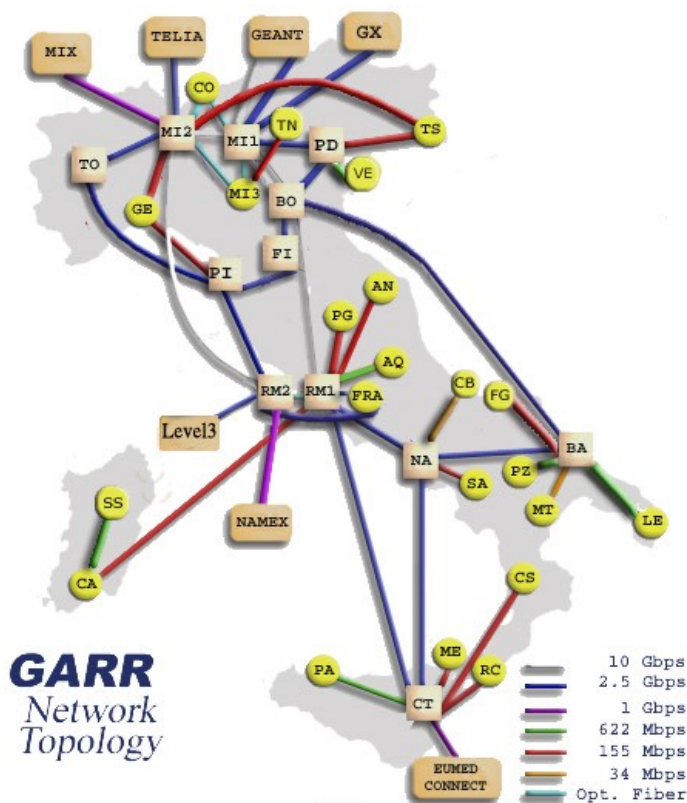 TELIA
GEANT
GX
MIX
CO
TN
TS
MI2
MI1
PD
TO
VE
MI3
BO
GE
FI
PI
AN
PG
AQ
RM2
RM1
FRA
CB
FG
Level3
NA
BA
PZ
SA
MT
LE
SS
NAMEX
CA
CS
ME
PA
RC
CT
EUMED
CONNECT
GARR
Network
Topology
10 Gbps
2.5 Gbps
1 Gbps
622 Mbps
155 Mbps
34 Mbps
Opt. Fiber